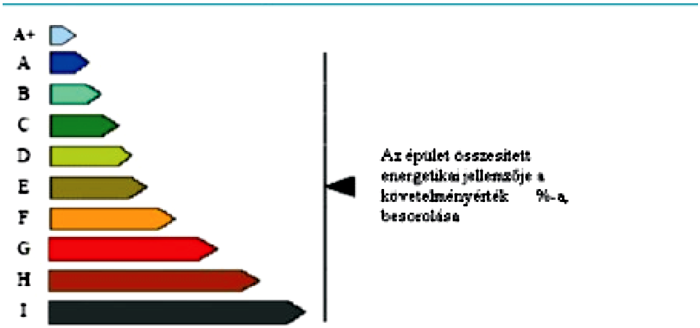 A+
A
B
C
D
E
F
G
H
I
Az épület összesített
energetikai jellemzője a
követelményérték %-a,
besorolása